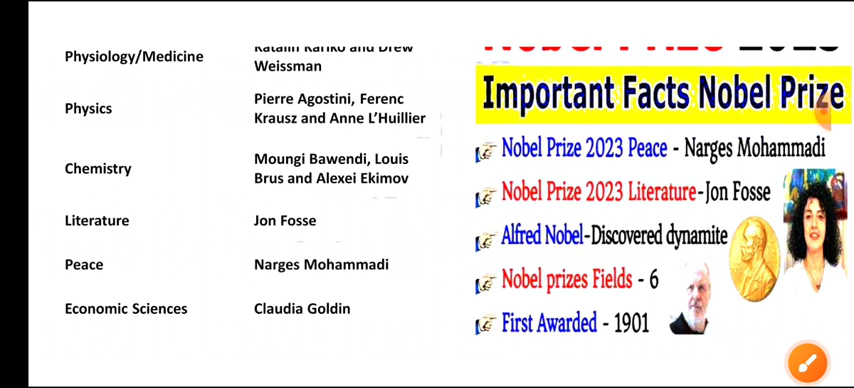 Physiology/Medicine
Katalin Kariko and Drew
Weissman
Physics
Pierre Agostini, Ferenc
Krausz and Anne L’Huillier
Chemistry
Moungi Bawendi, Louis
Brus and Alexei Ekimov
Literature
Jon Fosse
Peace
Narges Mohammadi
Economic Sciences
Claudia Goldin
Nobel Prize 2023
Important Facts Nobel Prize
Nobel Prize 2023 Peace - Narges Mohammadi
Nobel Prize 2023 Literature-Jon Fosse
Alfred Nobel-Discovered dynamite
Nobel prizes Fields - 6
First Awarded - 1901